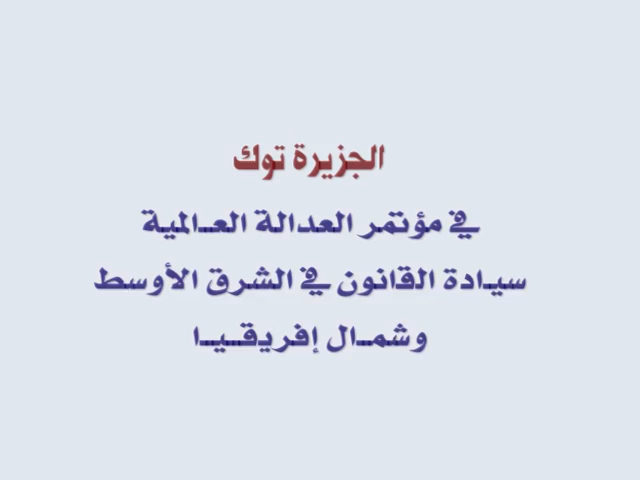 الجزيرة توك
في مؤتمر العدالة العالمية
سيادة القانون في الشرق الأوسط
وشمال إفريقيا